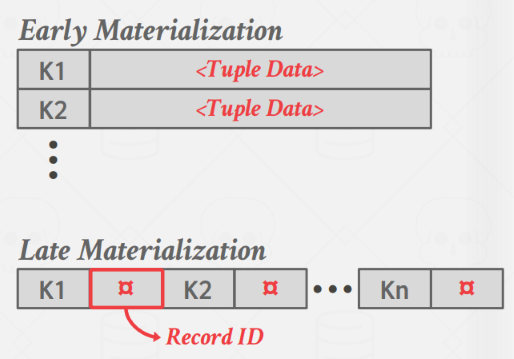 Early Materialization
K1 <Tuple Data>
K2 <Tuple Data>
Late Materialization
K1 ¤ K2 ¤ ••• Kn ¤
Record ID